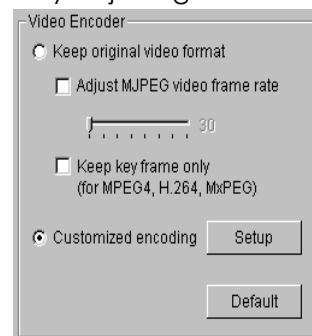 Video Encoder
Keep original video format
Adjust MJPEG video frame rate
30
Keep key frame only
(for MPEG4, H.264, MxPEG)
Customized encoding Setup
Default